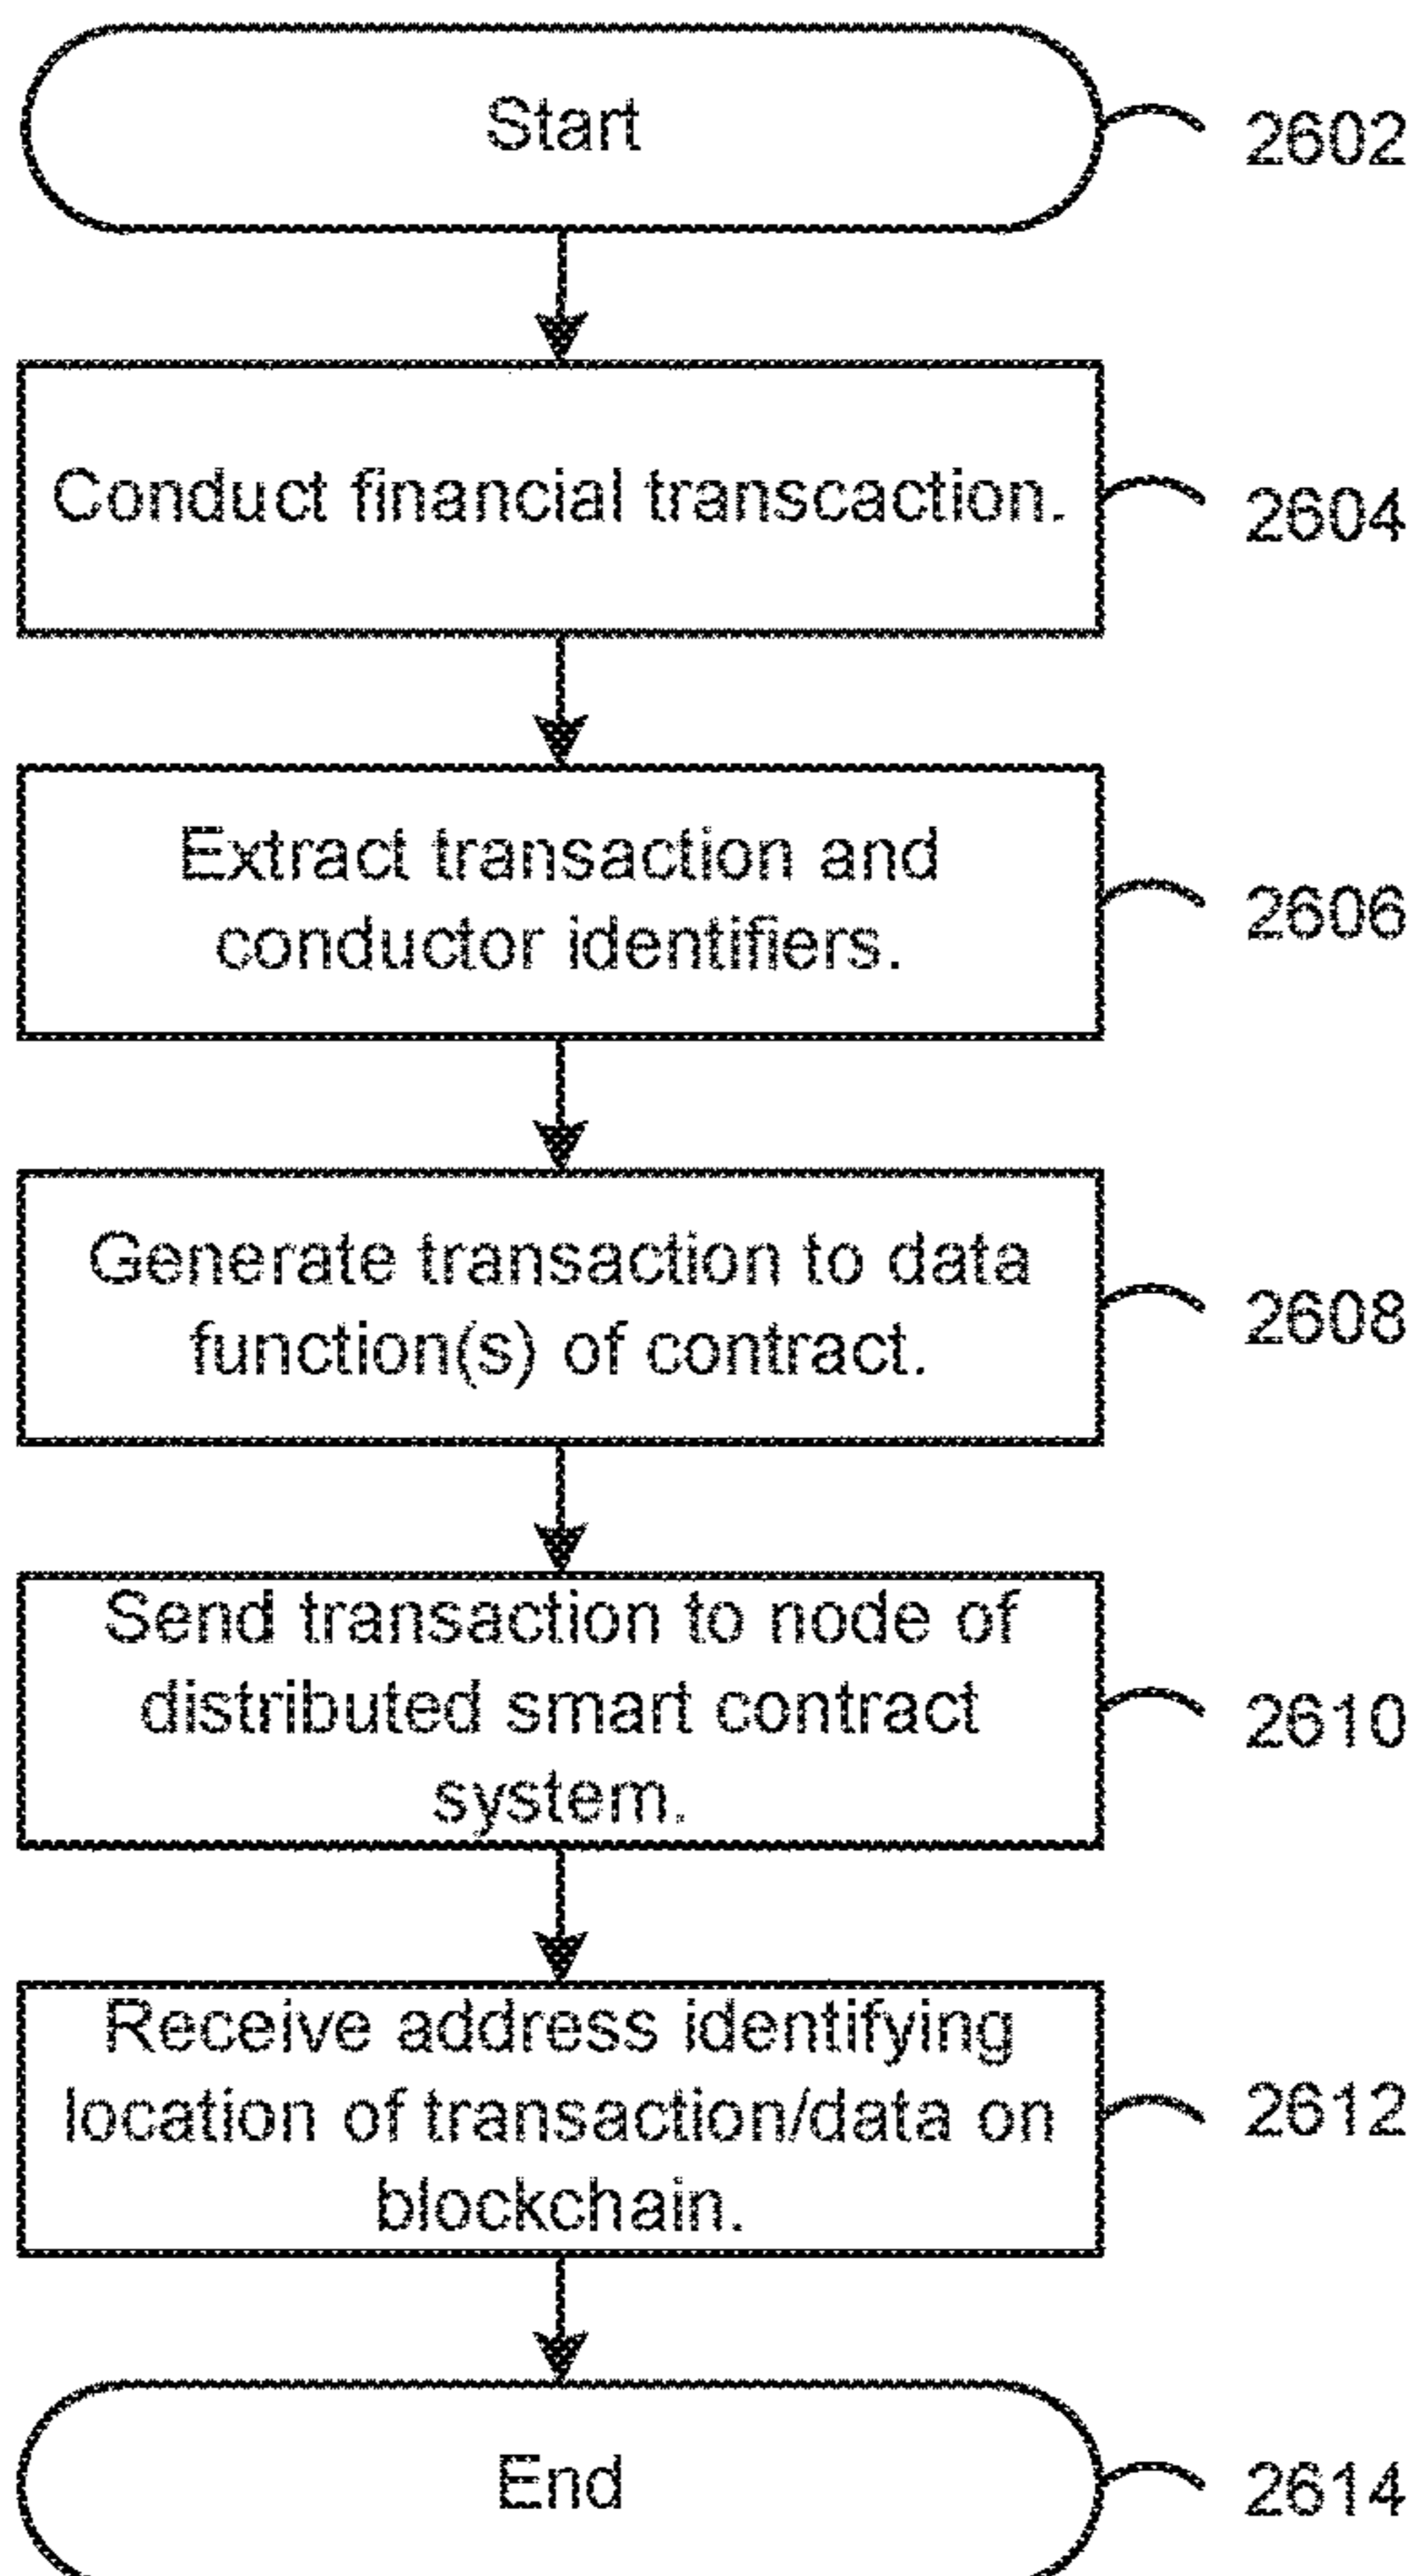 Start
2602
Conduct financial transcaction.
2604
Extract transaction and
conductor identifiers.
2606
Generate transaction to data
function(s) of contract.
2608
Send transaction to node of
distributed smart contract
system.
2610
Receive address identifying
location of transaction/data on
blockchain.
2612
End
2614